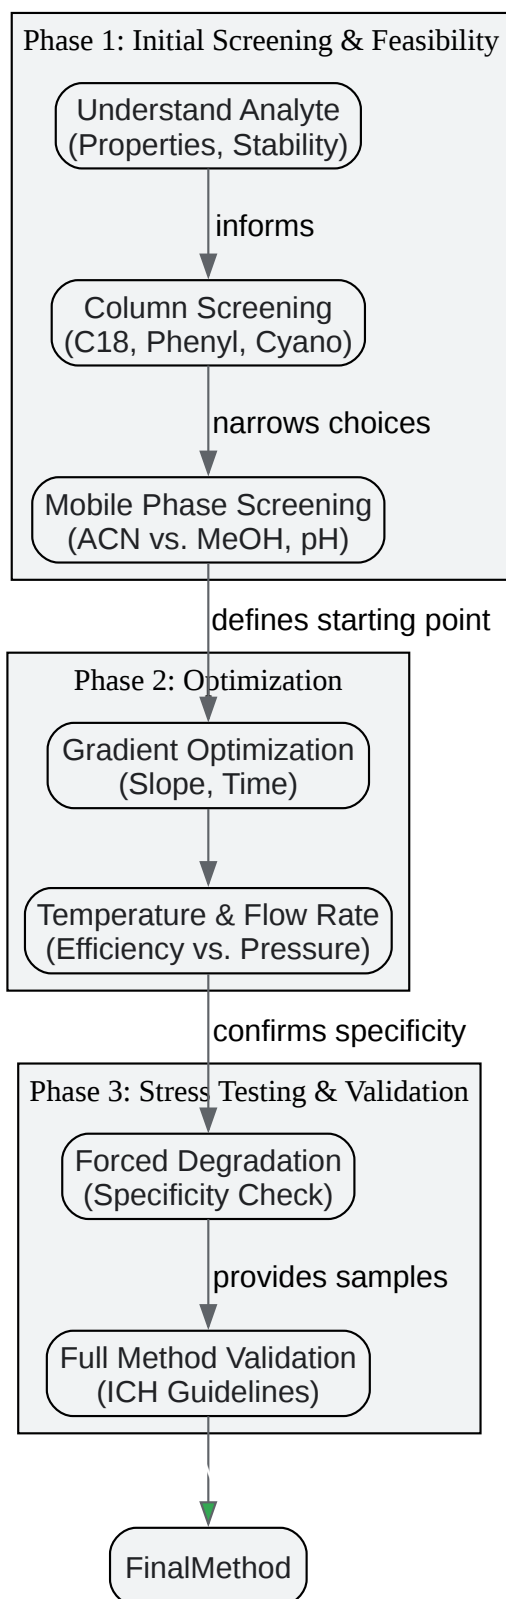 Phase 1: Initial Screening & Feasibility
Understand Analyte
(Properties, Stability)
informs
Column Screening
(C18, Phenyl, Cyano)
narrows choices
Mobile Phase Screening
(ACN vs. MeOH, pH)
defines starting point
Phase 2: Optimization
Gradient Optimization
(Slope, Time)
Temperature & Flow Rate
(Efficiency vs. Pressure)
confirms specificity
Phase 3: Stress Testing & Validation
Forced Degradation
(Specificity Check)
provides samples
Full Method Validation
(ICH Guidelines)
FinalMethod